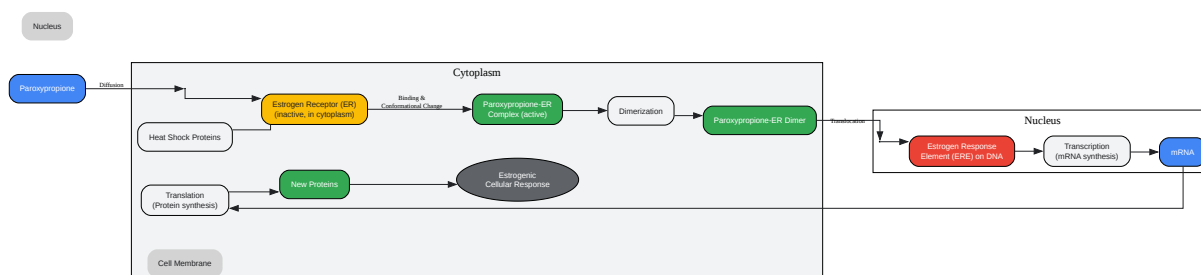 Nucleus
Cytoplasm
Paroxypropione
Diffusion
Estrogen Receptor (ER)
(inactive, in cytoplasm)
Binding &
Conformational Change
Paroxypropione-ER
Complex (active)
Dimerization
Paroxypropione-ER Dimer
Translocation
Nucleus
Estrogen Response
Element (ERE) on DNA
Transcription
(mRNA synthesis)
mRNA
Heat Shock Proteins
Translation
(Protein synthesis)
New Proteins
Estrogenic
Cellular Response
Cell Membrane